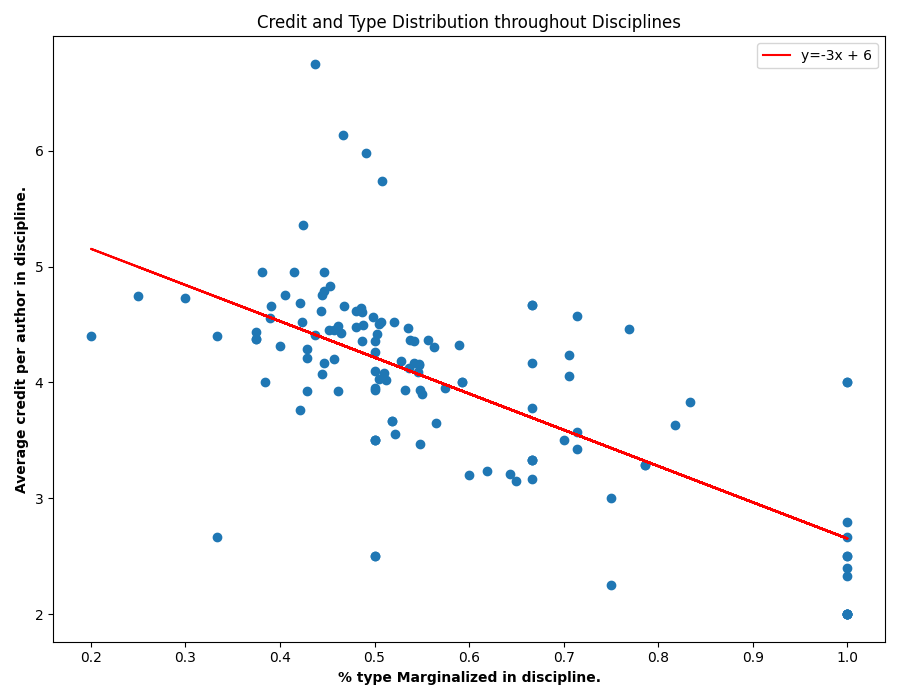 Credit and Type Distribution throughout Disciplines
y=-3x + 6
Average credit per author in discipline.
6
5
4
3
2
0.2 0.3 0.4 0.5 0.6 0.7 0.8 0.9 1.0
% type Marginalized in discipline.